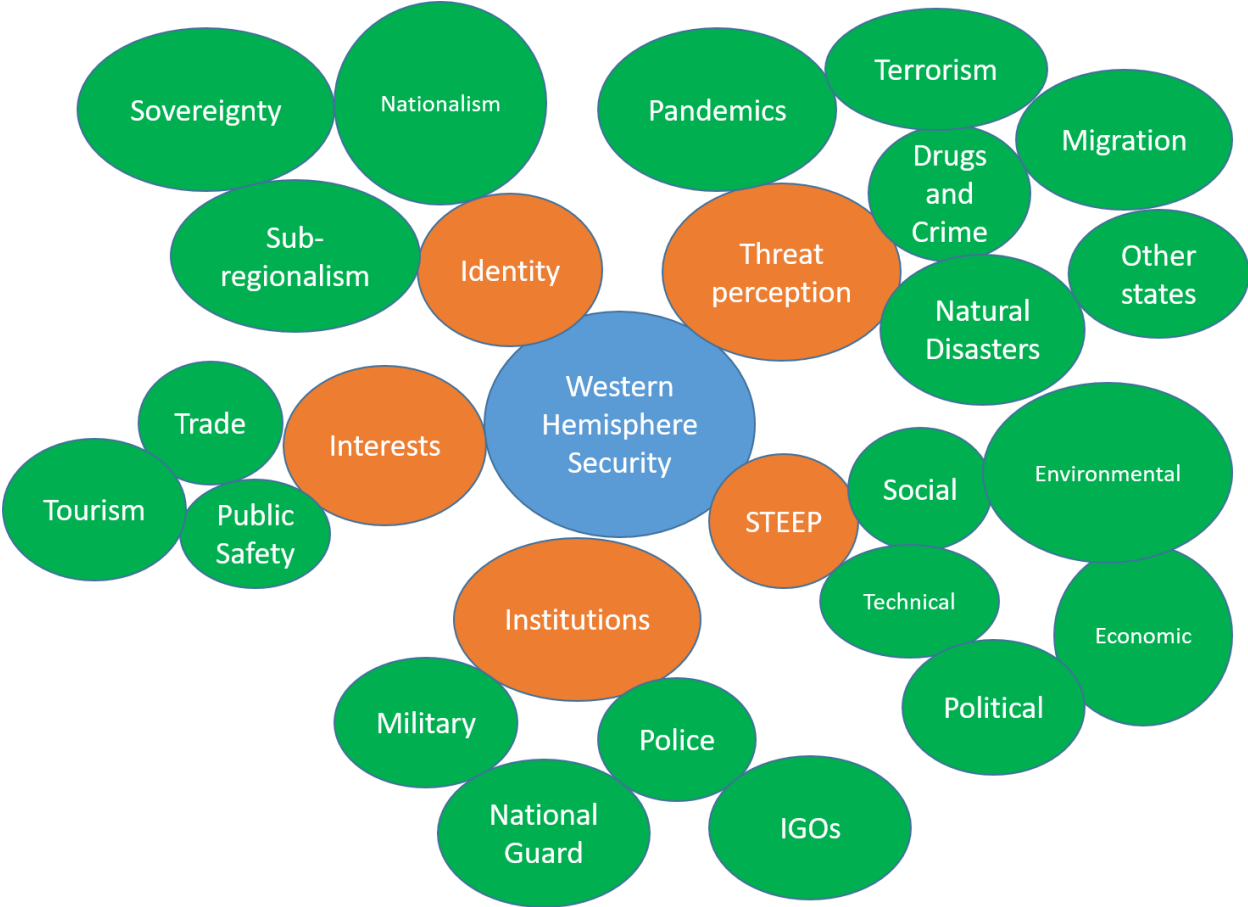 Sovereignty
Nationalism
Sub-
regionalism
Identity
Pandemics
Terrorism
Migration
Drugs
and
Crime
Other
states
Threat
perception
Natural
Disasters
Western
Hemisphere
Security
Trade
Interests
Tourism
Public
Safety
STEEP
Social
Environmental
Technical
Economic
Political
Institutions
Military
Police
National
Guard
IGOs